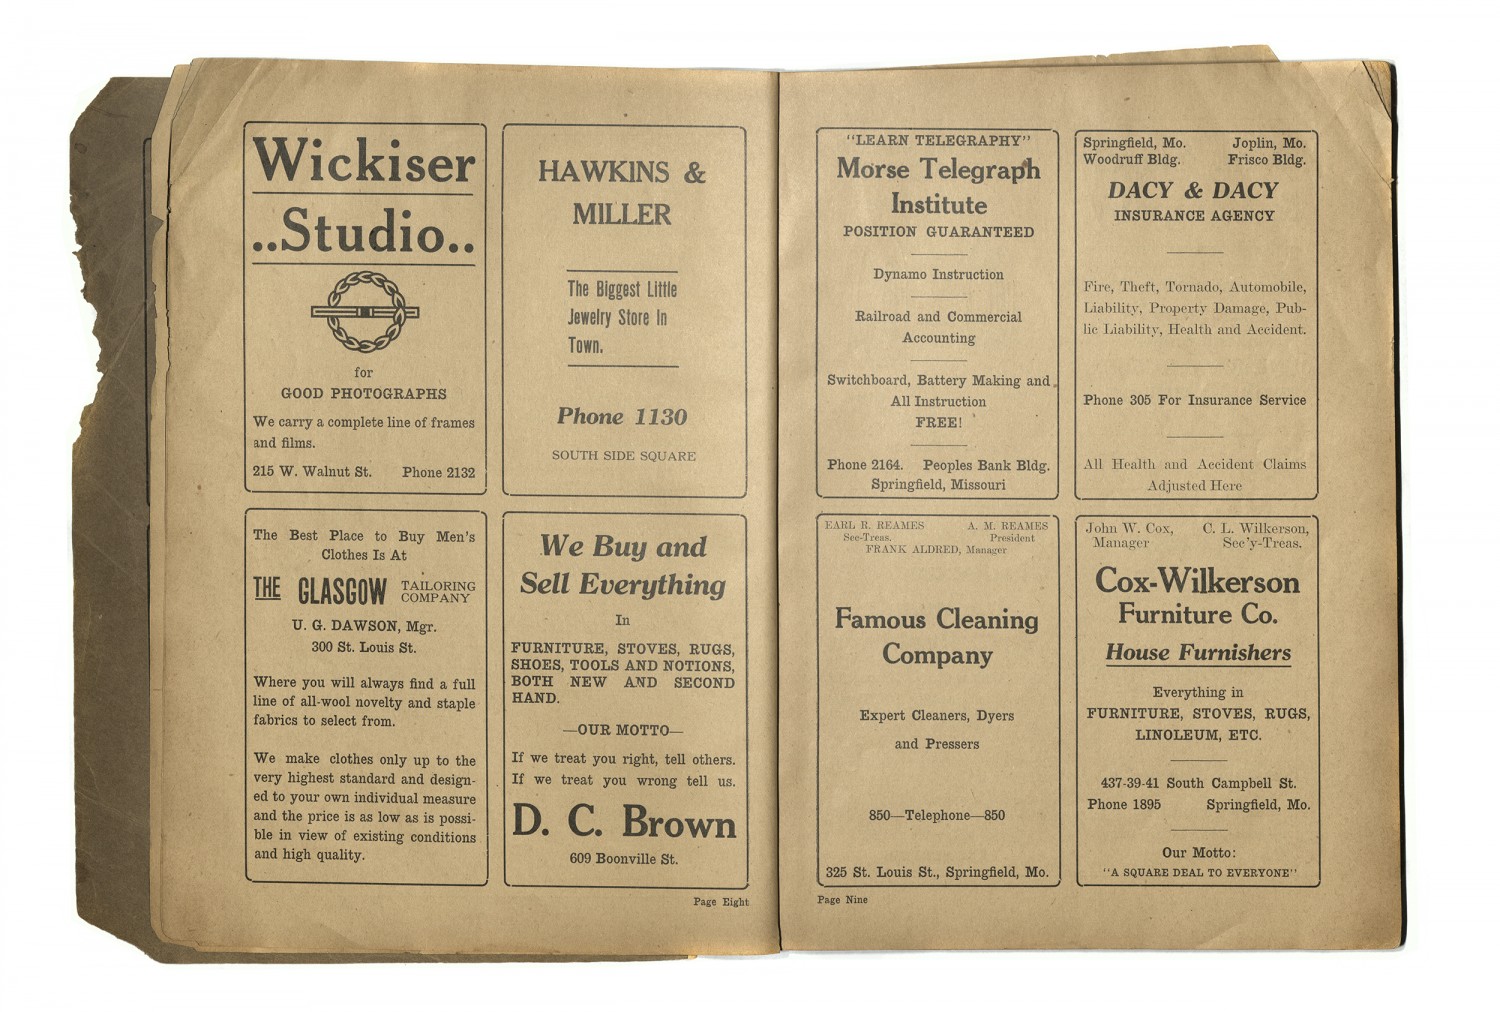 Wickiser
..Studio..
for
GOOD PHOTOGRAPHS
We carry a complete line of frames
and films.
215 W. Walnut St. Phone 2132
HAWKINS &
MILLER
The Biggest Little
Jewelry Store In
Town.
Phone 1130
SOUTH SIDE SQUARE
The Best Place to Buy Men's
Clothes Is At
THE GLASGOW TAILORING
COMPANY
U. G. DAWSON, Mgr.
300 St. Louis St.
Where you will always find a full
line of all-wool novelty and staple
fabrics to select from.
We make clothes only up to the
very highest standard and design-
ed to your own individual measure
and the price is as low as is possi-
ble in view of existing conditions
and high quality.
We Buy and
Sell Everything
In
FURNITURE, STOVES, RUGS,
SHOES, TOOLS AND NOTIONS,
BOTH NEW AND SECOND
HAND.
—OUR MOTTO—
If we treat you right, tell others.
If we treat you wrong tell us.
D. C. Brown
609 Boonville St.
Page Eight
"LEARN TELEGRAPHY"
Morse Telegraph
Institute
POSITION GUARANTEED
Dynamo Instruction
Railroad and Commercial
Accounting
Switchboard, Battery Making and
All Instruction
FREE!
Phone 2164. Peoples Bank Bldg.
Springfield, Missouri
Springfield, Mo. Joplin, Mo.
Woodruff Bldg. Frisco Bldg.
DACY & DACY
INSURANCE AGENCY
Fire, Theft, Tornado, Automobile,
Liability, Property Damage, Pub-
lic Liability, Health and Accident.
Phone 305 For Insurance Service
All Health and Accident Claims
Adjusted Here
EARL R. REAMES A. M. REAMES
Sec-Treas. President
FRANK ALDRED, Manager
Famous Cleaning
Company
Expert Cleaners, Dyers
and Pressers
850—Telephone—850
325 St. Louis St., Springfield, Mo.
John W. Cox, C. L. Wilkerson,
Manager Sec'y-Treas.
Cox-Wilkerson
Furniture Co.
House Furnishers
Everything in
FURNITURE, STOVES, RUGS,
LINOLEUM, ETC.
437-39-41 South Campbell St.
Phone 1895 Springfield, Mo.
Our Motto:
"A SQUARE DEAL TO EVERYONE"
Page Nine